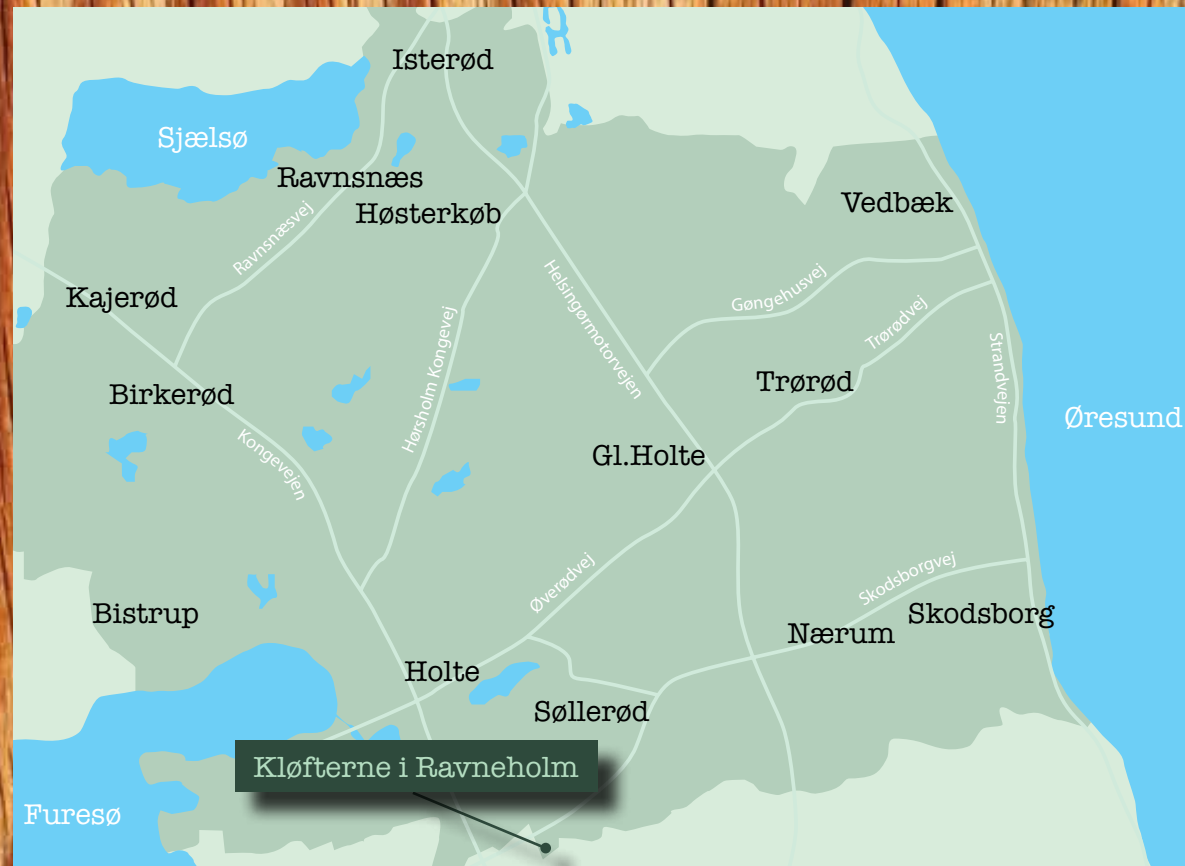 Isterød
Sjælsø
Ravnsnæs
Høsterkøb
Vedbæk
Ravnsnæsvej
Kajerød
Helsingørmotorvejen
Gøngehusvej
Trørødvej
Hørsholm Kongevej
Strandvejen
Birkerød
Trørød
Øresund
Kongevejen
Gl.Holte
Øverødvej
Skodsborgvej
Bistrup
Skodsborg
Nærum
Holte
Søllerød
Kløfterne i Ravneholm
Furesø